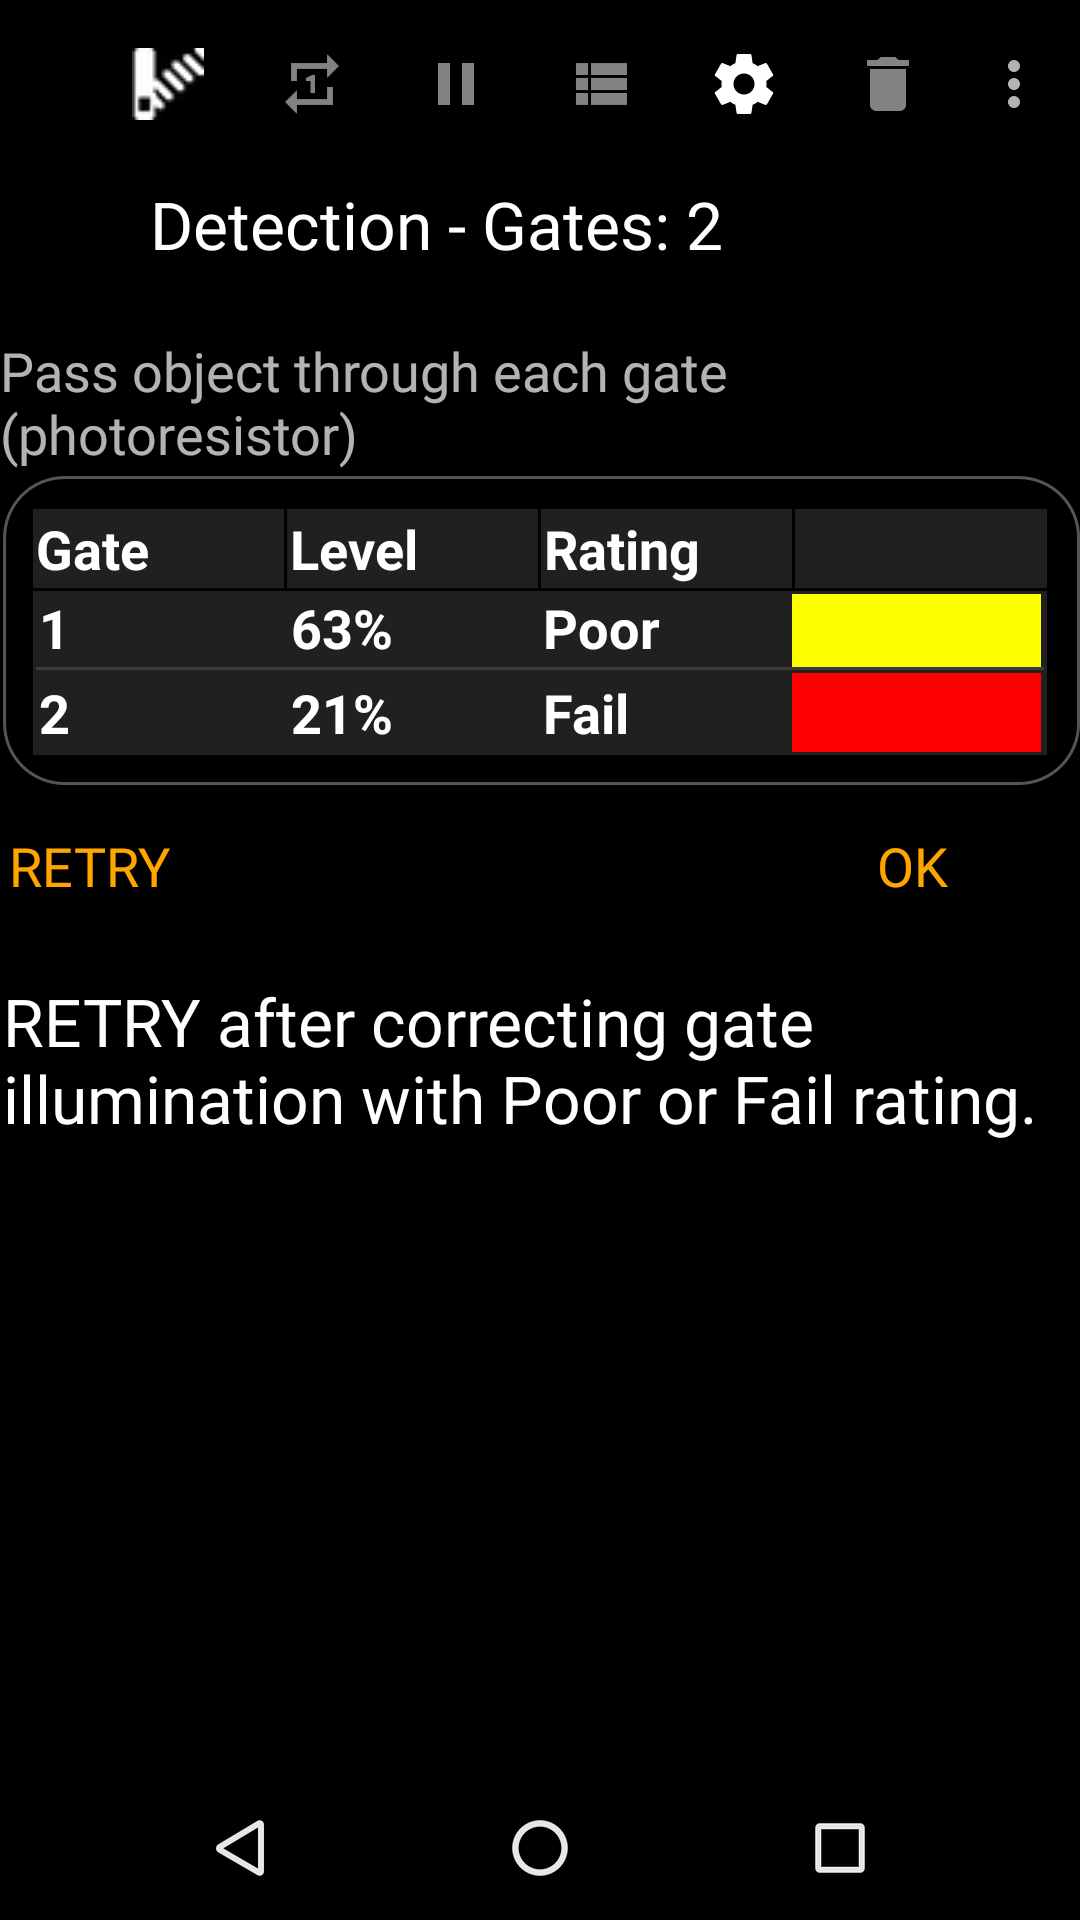 1
Detection - Gates: 2
Pass object through each gate
(photoresistor)
Gate Level Rating
1 63% Poor
2 21% Fail
RETRY OK
RETRY after correcting gate
illumination with Poor or Fail rating.